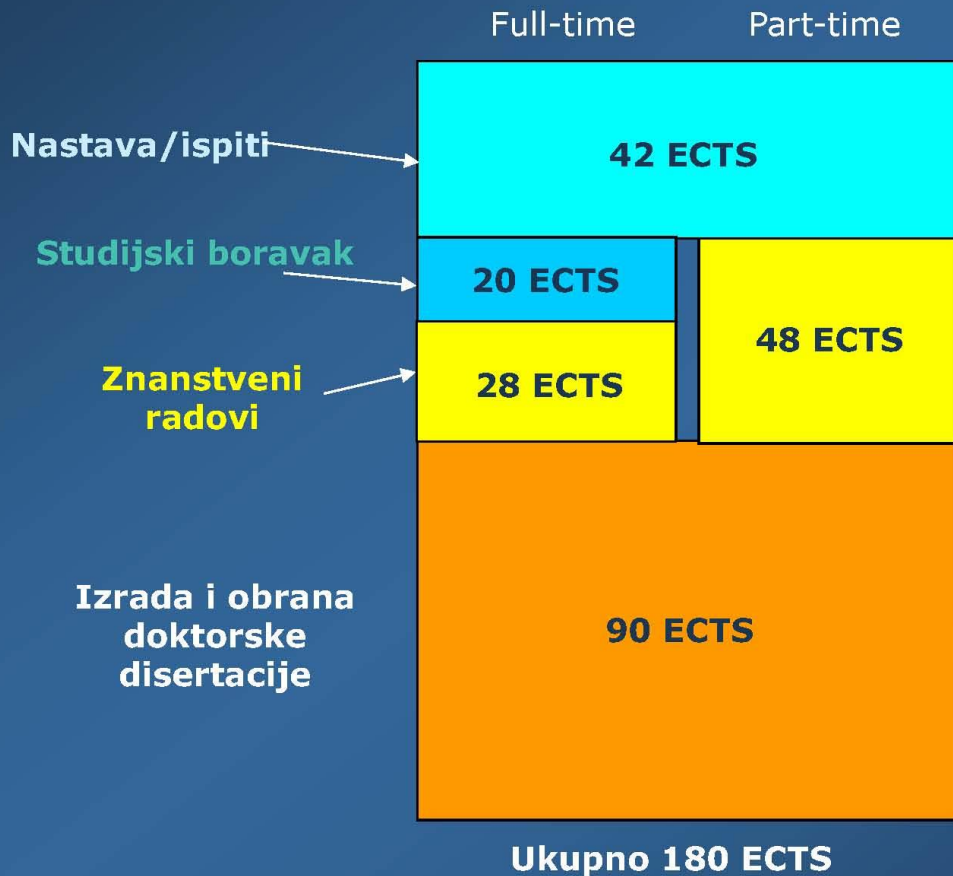 Full-time Part-time
Nastava/ispiti
42 ECTS
Studijski boravak
20 ECTS
48 ECTS
Znanstveni
radovi
28 ECTS
Izrada i obrana
doktorske
disertacije
90 ECTS
Ukupno 180 ECTS